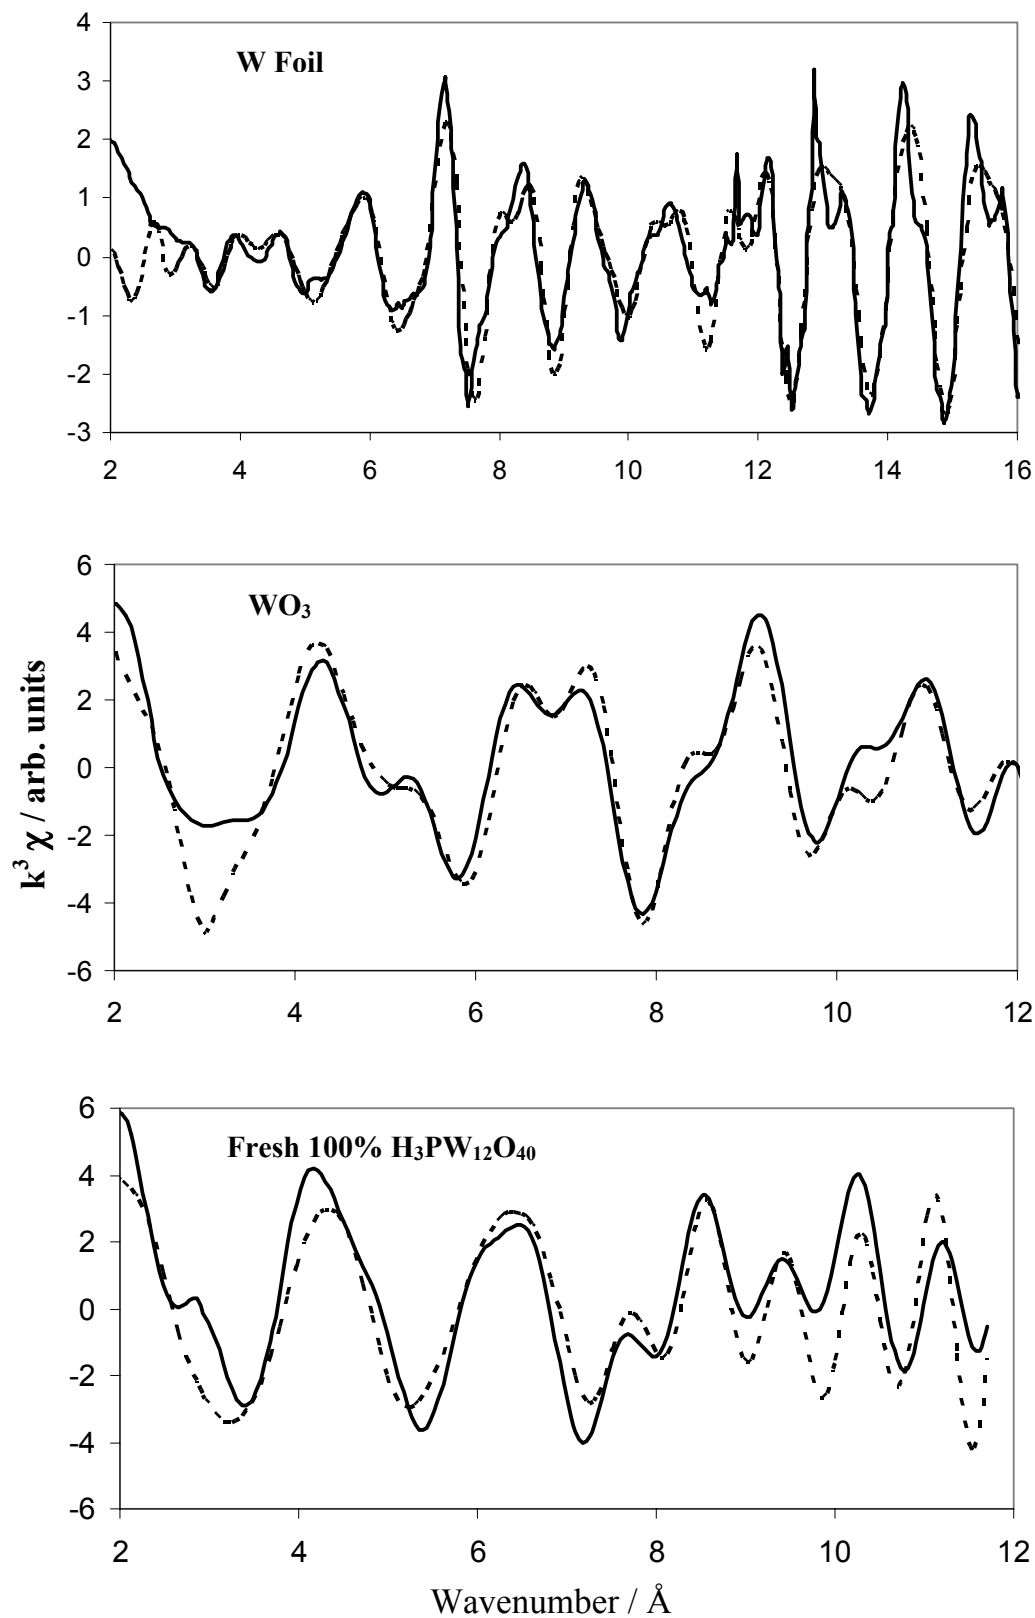 4
W Foil
3
2
1
0
-1
-2
-3
2 4 6 8 10 12 14 16
6
WO₃
4
2
0
-2
-4
-6
2 4 6 8 10 12
k³ χ / arb. units
6
Fresh 100% H₃PW₁₂O₄₀
4
2
0
-2
-4
-6
2 4 6 8 10 12
Wavenumber / Å